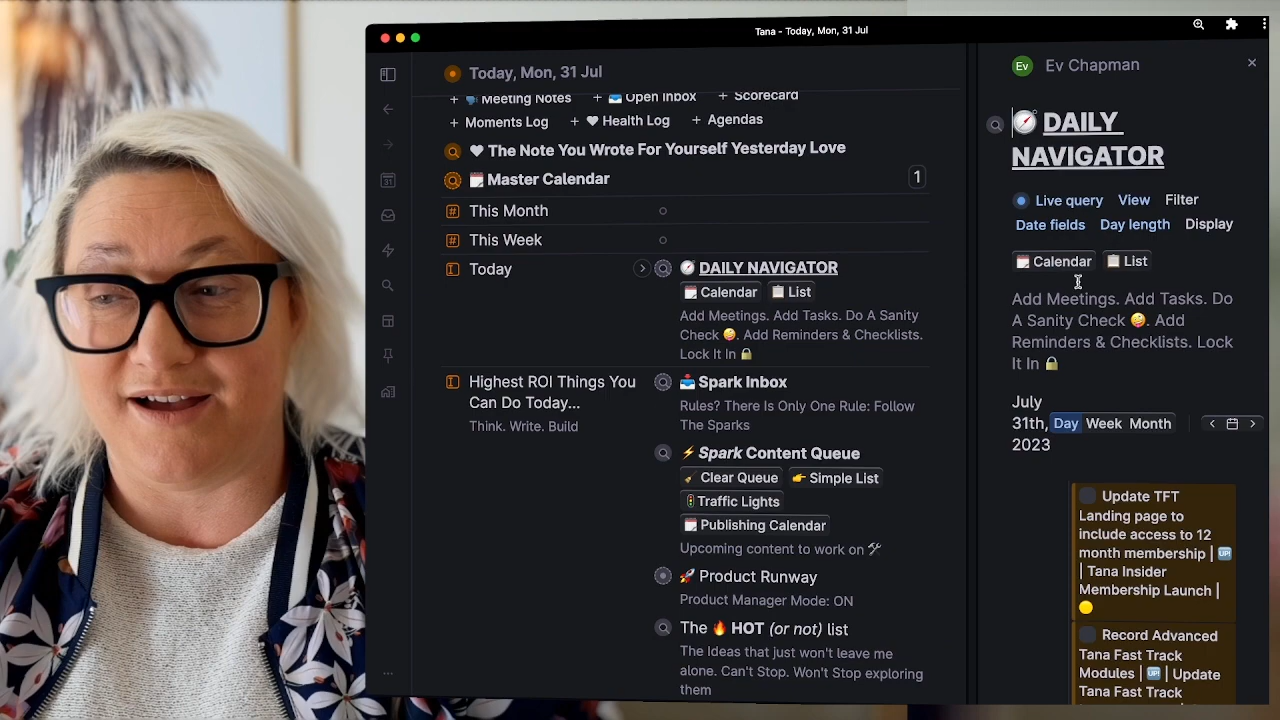 Tana - Today, Mon, 31 Jul
Today, Mon, 31 Jul
+ 🗣️ Meeting Notes + 📥 Open Inbox + Scorecard
+ Moments Log + ♥ Health Log + Agendas
♥ The Note You Wrote For Yourself Yesterday Love
🗓️ Master Calendar 1
This Month
This Week
Today
🧭 DAILY NAVIGATOR
🗓️ Calendar 📋 List
Add Meetings. Add Tasks. Do A Sanity
Check 🤪. Add Reminders & Checklists.
Lock It In 🔒
Highest ROI Things You
Can Do Today...
Think. Write. Build
📥 Spark Inbox
Rules? There Is Only One Rule: Follow
The Sparks
⚡ Spark Content Queue
🧹 Clear Queue 👉 Simple List
🚦 Traffic Lights
🗓️ Publishing Calendar
Upcoming content to work on 🛠️
🚀 Product Runway
Product Manager Mode: ON
The 🔥 HOT (or not) list
The Ideas that just won't leave me
alone. Can't Stop. Won't Stop exploring
them
Ev Ev Chapman
🧭 DAILY
NAVIGATOR
Live query View Filter
Date fields Day length Display
🗓️ Calendar 📋 List
Add Meetings. Add Tasks. Do
A Sanity Check 🤪. Add
Reminders & Checklists. Lock
It In 🔒
July
31th,
2023
Day Week Month
Update TFT
Landing page to
include access to 12
month membership | 🆙
| Tana Insider
Membership Launch |
🟡
Record Advanced
Tana Fast Track
Modules | 🆙 | Update
Tana Fast Track